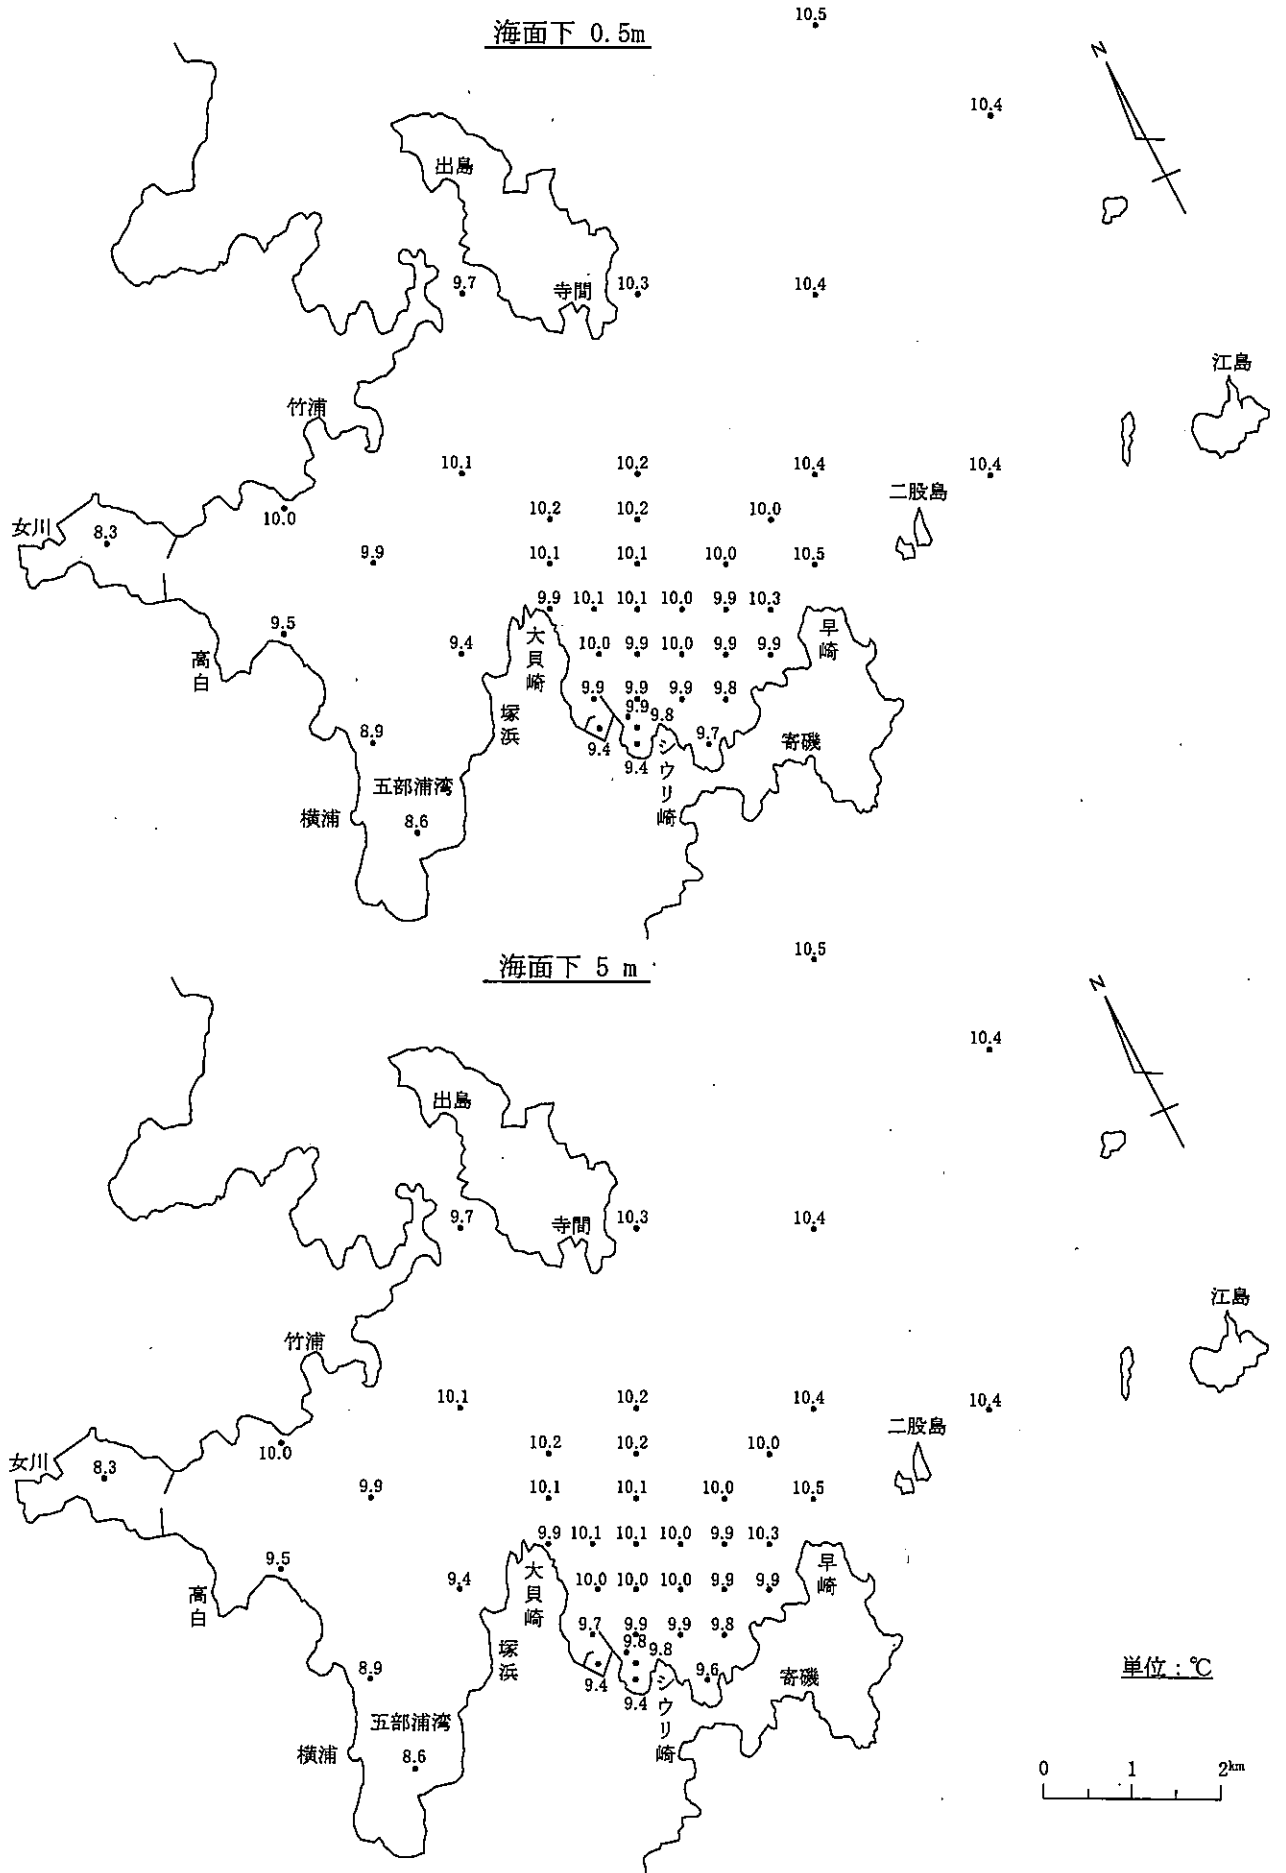 海面下 0.5m
10.5
N
10.4
出島
9.7
寺間
10.3
10.4
江島
竹浦
10.1
10.2
10.4
10.4
二股島
女川
8.3
10.0
10.2
10.2
10.0
9.9
10.1
10.1
10.0
10.5
9.9 10.1 10.1 10.0 9.9 10.3
9.5
高白
9.4
大貝崎
10.0 9.9 10.0 9.9 9.9
早崎
9.9 9.9 9.9 9.8
塚浜
9.9
9.8
8.9
9.4
9.4
シウリ崎
9.7
寄磯
五部浦湾
横浦
8.6
海面下 5 m
10.5
N
10.4
出島
9.7
寺間
10.3
10.4
江島
竹浦
10.1
10.2
10.4
10.4
二股島
女川
8.3
10.0
10.2
10.2
10.0
9.9
10.1
10.1
10.0
10.5
9.9 10.1 10.1 10.0 9.9 10.3
9.5
高白
9.4
大貝崎
10.0 10.0 10.0 9.9 9.9
早崎
9.7 9.9 9.9 9.8
塚浜
9.8
9.8
8.9
9.4
9.4
シウリ崎
9.6
寄磯
単位：℃
五部浦湾
横浦
8.6
0 1 2km